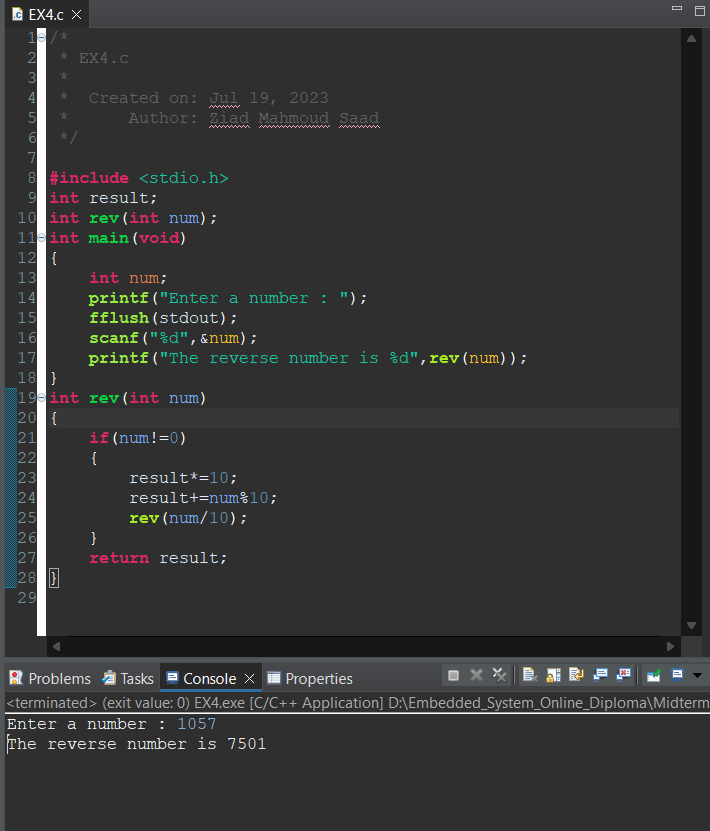 EX4.c
1 /*
2  * EX4.c
3  *
4  *  Created on: Jul 19, 2023
5  *      Author: Ziad Mahmoud Saad
6  */
7
8 #include <stdio.h>
9 int result;
10 int rev(int num);
11 int main(void)
12 {
13     int num;
14     printf("Enter a number : ");
15     fflush(stdout);
16     scanf("%d",&num);
17     printf("The reverse number is %d",rev(num));
18 }
19 int rev(int num)
20 {
21     if(num!=0)
22     {
23         result*=10;
24         result+=num%10;
25         rev(num/10);
26     }
27     return result;
28 }
29
Problems Tasks Console Properties
<terminated> (exit value: 0) EX4.exe [C/C++ Application] D:\Embedded_System_Online_Diploma\Midterm
Enter a number : 1057
The reverse number is 7501